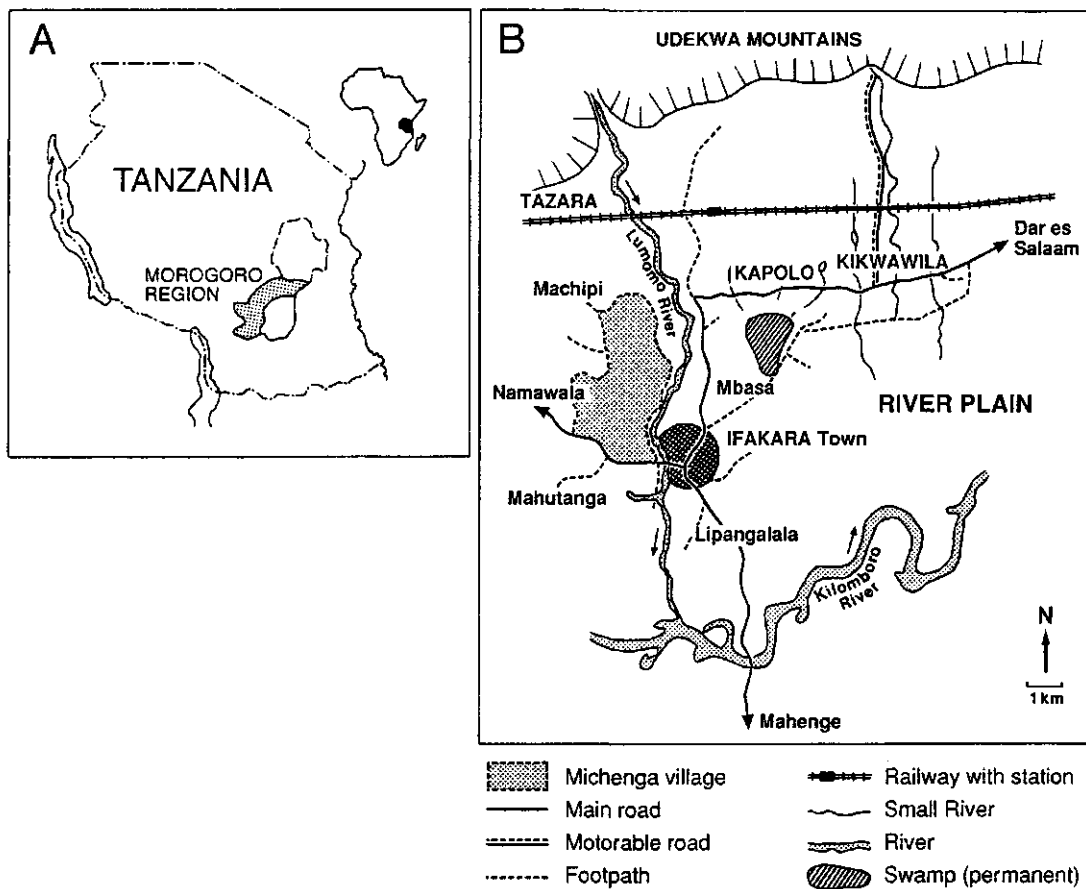 A
TANZANIA
MOROGORO
REGION
B
UDEKWA MOUNTAINS
TAZARA
Lumomo River
Dar es
Salaam
KIKWAWILA
KAPOLO
Machipi
Namawala
Mbasa
RIVER PLAIN
IFAKARA Town
Mahutanga
Lipangalala
Kilomboro
River
N
1 km
Mahenge
Michenga village
Main road
Motorable road
Footpath
Railway with station
Small River
River
Swamp (permanent)